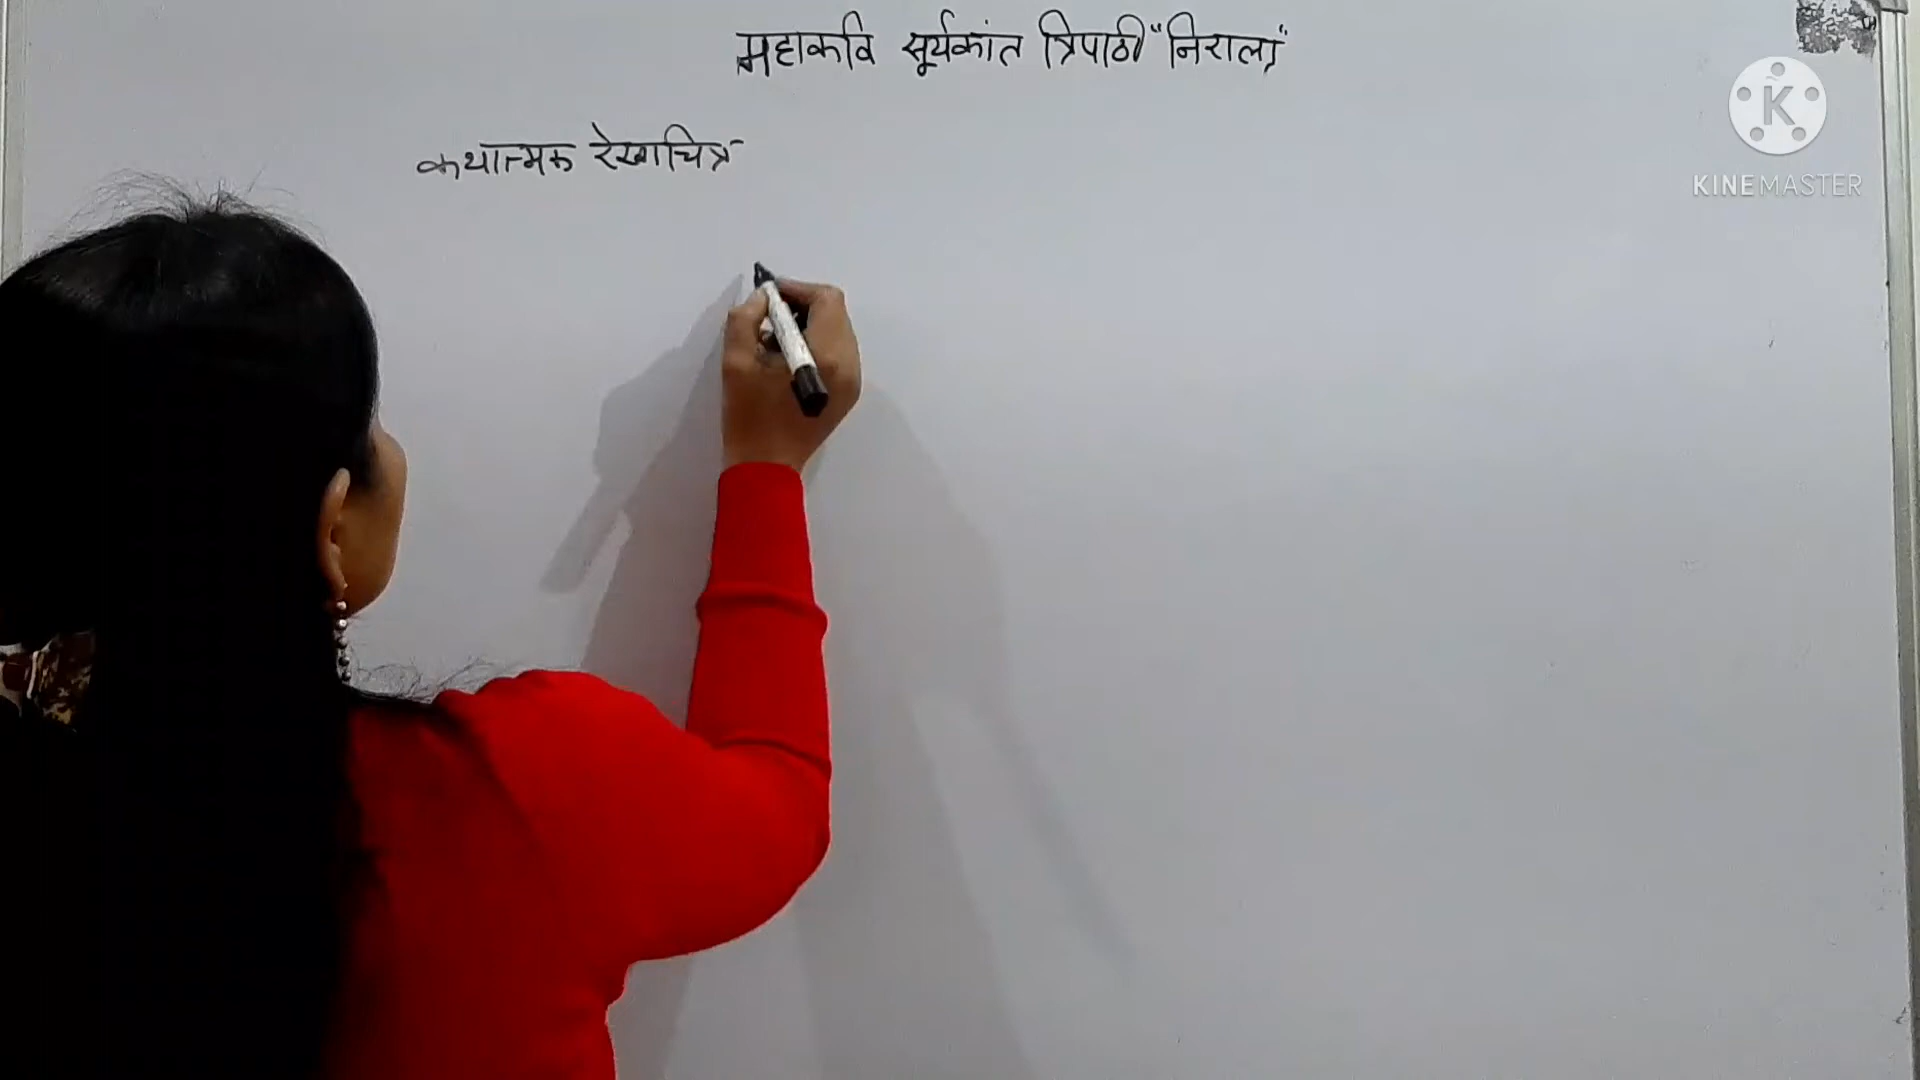 महाकवि सूर्यकांत त्रिपाठी "निराला"
कथात्मक रेखाचित्र
K
KINEMASTER